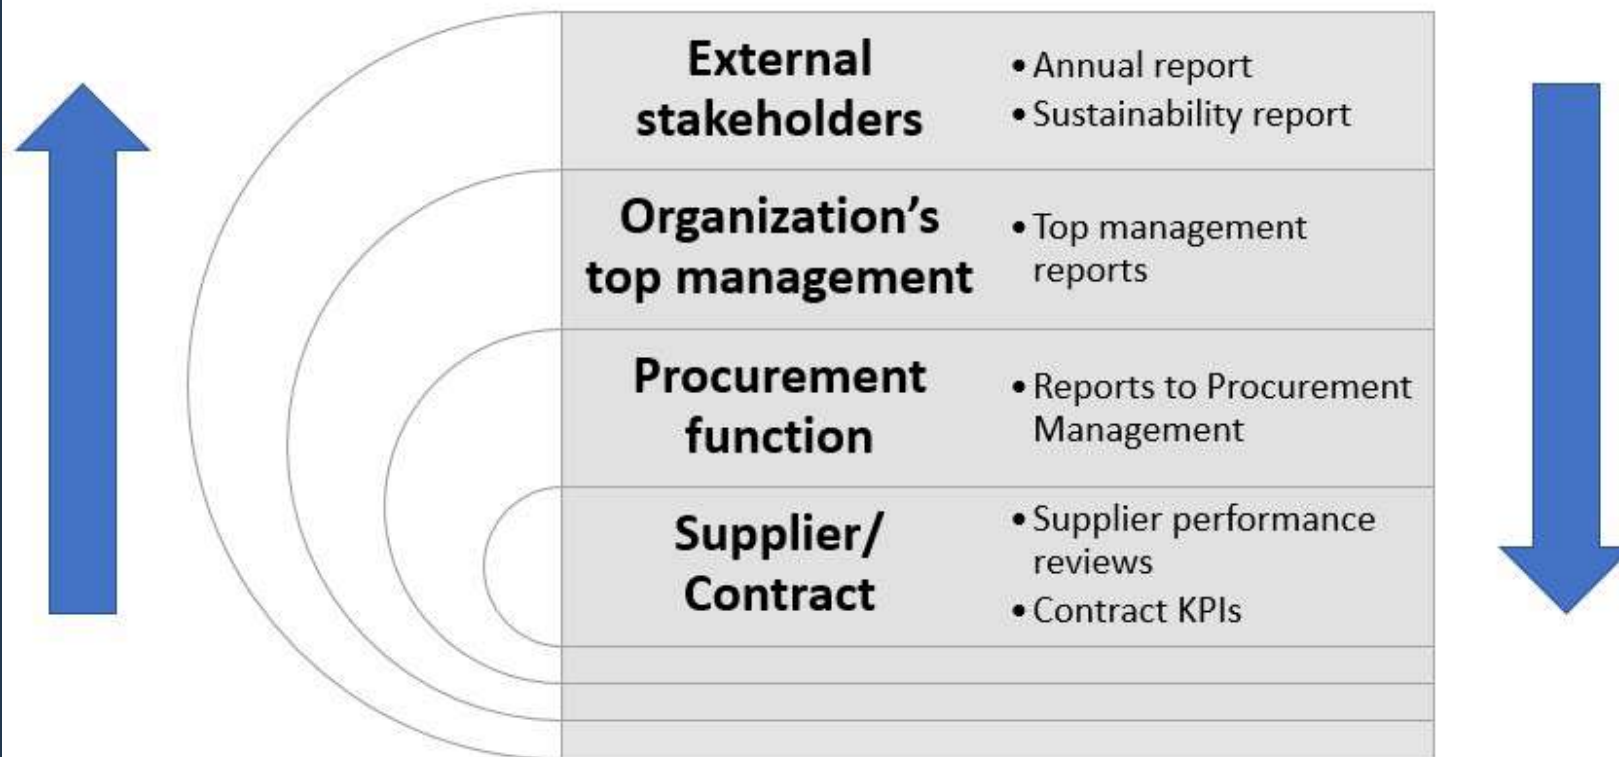 External
stakeholders
• Annual report
• Sustainability report
Organization’s
top management
• Top management
reports
Procurement
function
• Reports to Procurement
Management
Supplier/
Contract
• Supplier performance
reviews
• Contract KPIs